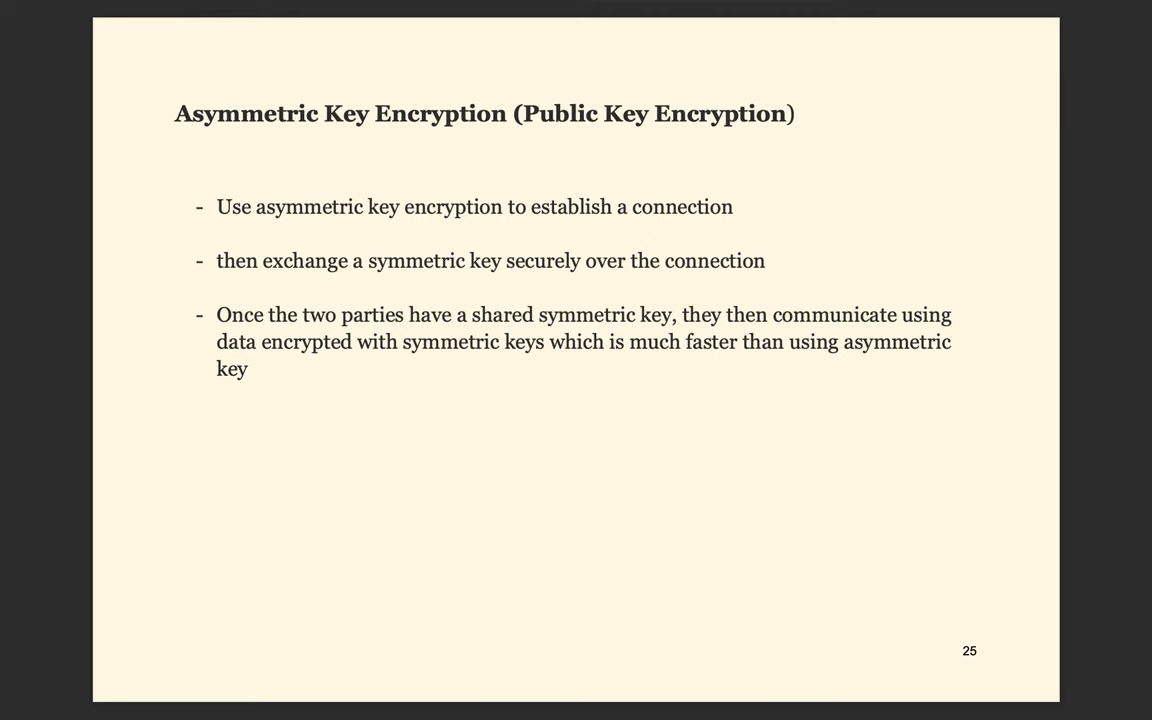 Asymmetric Key Encryption (Public Key Encryption)
- Use asymmetric key encryption to establish a connection
- then exchange a symmetric key securely over the connection
- Once the two parties have a shared symmetric key, they then communicate using
data encrypted with symmetric keys which is much faster than using asymmetric
key
25